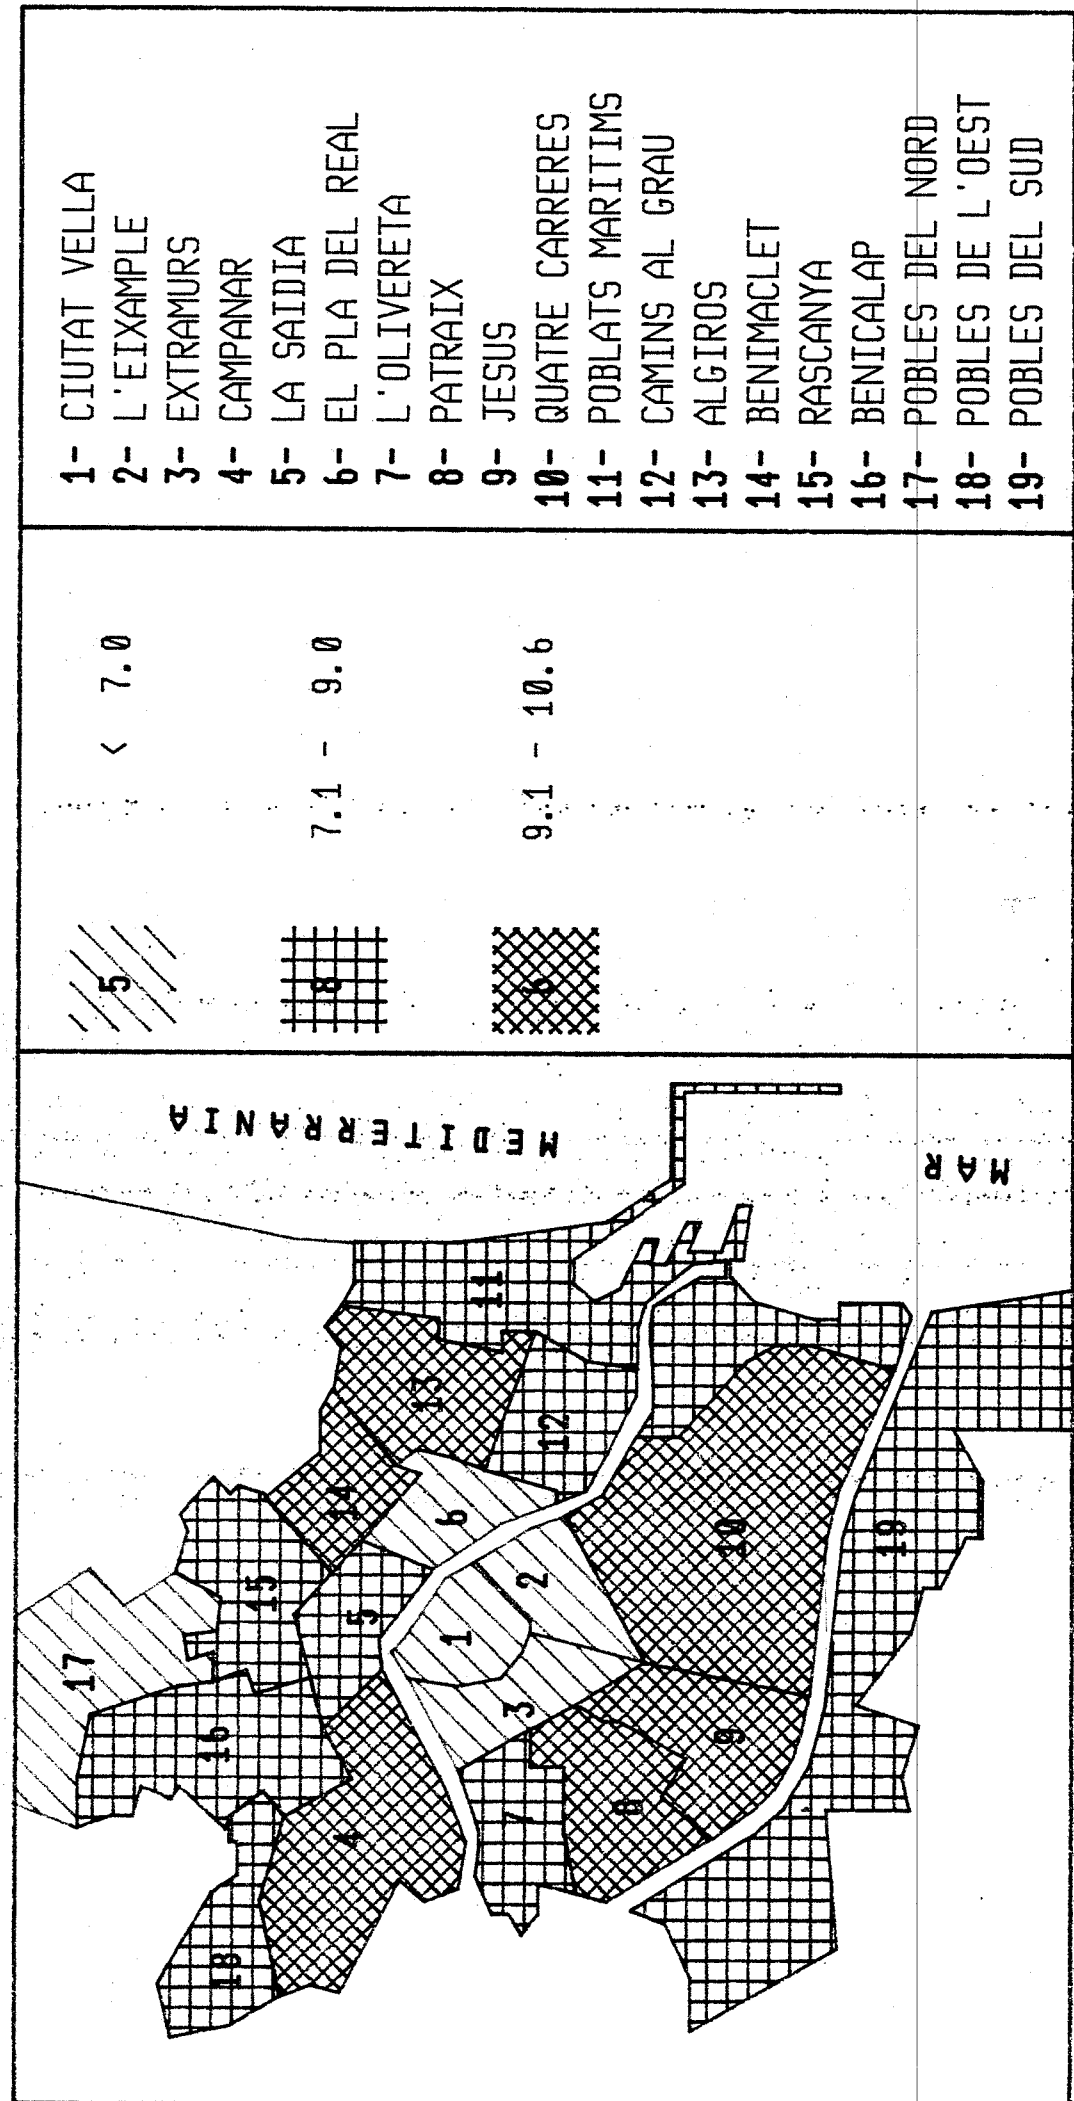 1- CIUTAT VELLA
2- L'EIXAMPLE
3- EXTRAMURS
4- CAMPANAR
5- LA SAIDIA
6- EL PLA DEL REAL
7- L'OLIVERETA
8- PATRAIX
9- JESUS
10- QUATRE CARRERES
11- POBLATS MARITIMS
12- CAMINS AL GRAU
13- ALGIROS
14- BENIMACLET
15- RASCANYA
16- BENICALAP
17- POBLES DEL NORD
18- POBLES DE L'OEST
19- POBLES DEL SUD
5 < 7.0
8 7.1 - 9.0
6 9.1 - 10.6
MAR MEDITERRANIA
17
18
16
15
4
5
14
13
11
1
6
3
2
12
7
8
9
10
19